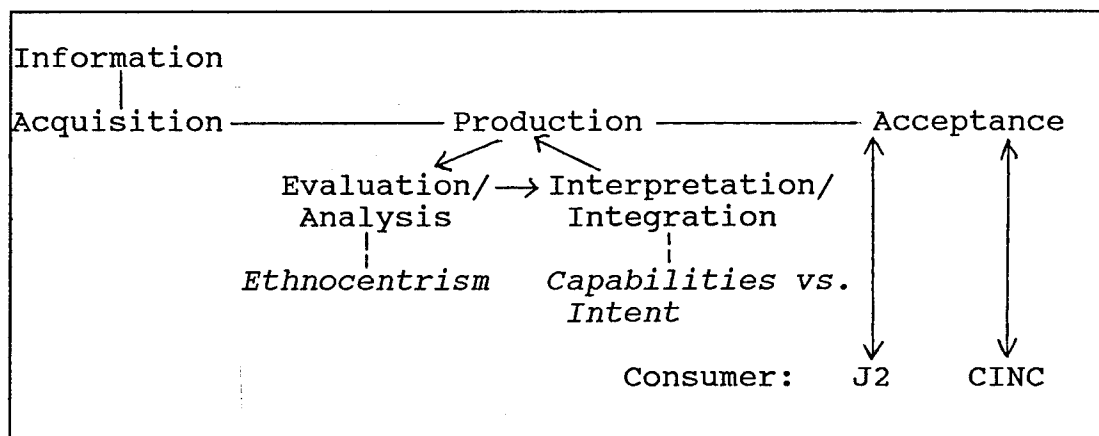 Information
Acquisition Production Acceptance
Evaluation/ Interpretation/
Analysis Integration
Ethnocentrism Capabilities vs.
Intent
Consumer: J2 CINC